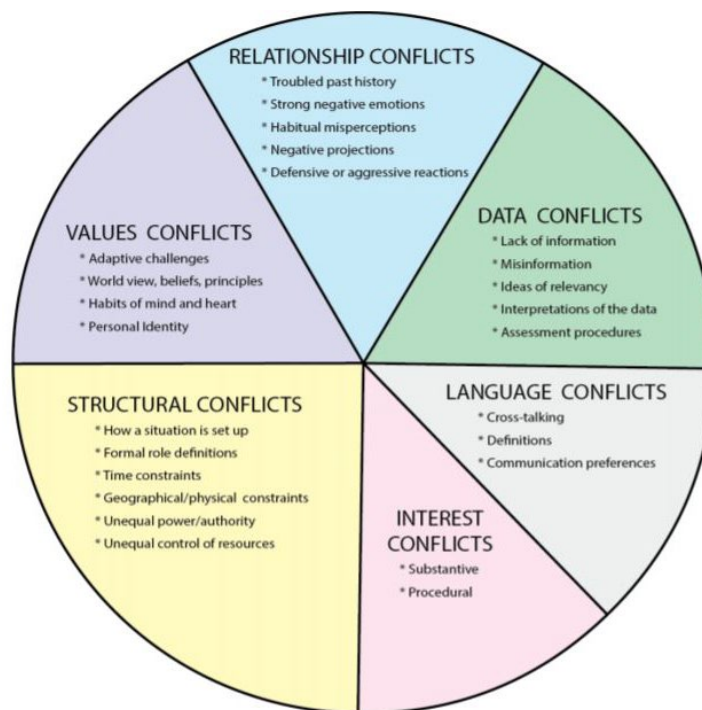 RELATIONSHIP CONFLICTS
* Troubled past history
* Strong negative emotions
* Habitual misperceptions
* Negative projections
* Defensive or aggressive reactions
DATA CONFLICTS
* Lack of information
* Misinformation
* Ideas of relevancy
* Interpretations of the data
* Assessment procedures
LANGUAGE CONFLICTS
* Cross-talking
* Definitions
* Communication preferences
INTEREST
CONFLICTS
* Substantive
* Procedural
STRUCTURAL CONFLICTS
* How a situation is set up
* Formal role definitions
* Time constraints
* Geographical/physical constraints
* Unequal power/authority
* Unequal control of resources
VALUES CONFLICTS
* Adaptive challenges
* World view, beliefs, principles
* Habits of mind and heart
* Personal Identity